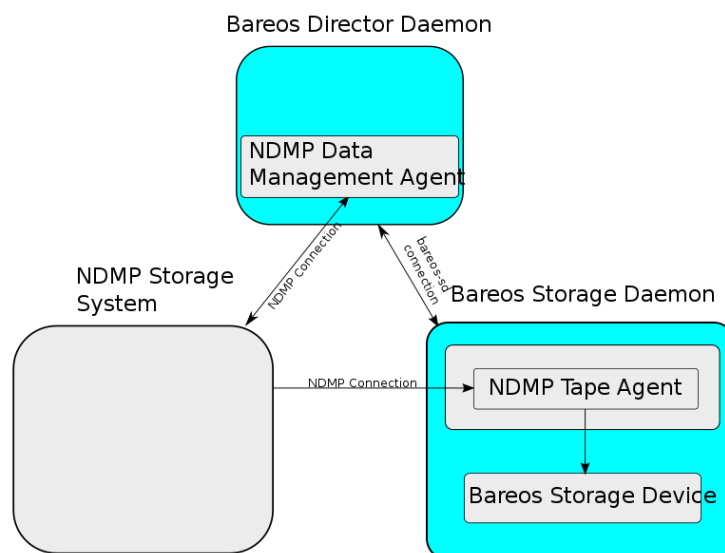 Bareos Director Daemon
NDMP Data
Management Agent
NDMP Connection
bareos-sd
connection
NDMP Storage
System
Bareos Storage Daemon
NDMP Connection
NDMP Tape Agent
Bareos Storage Device